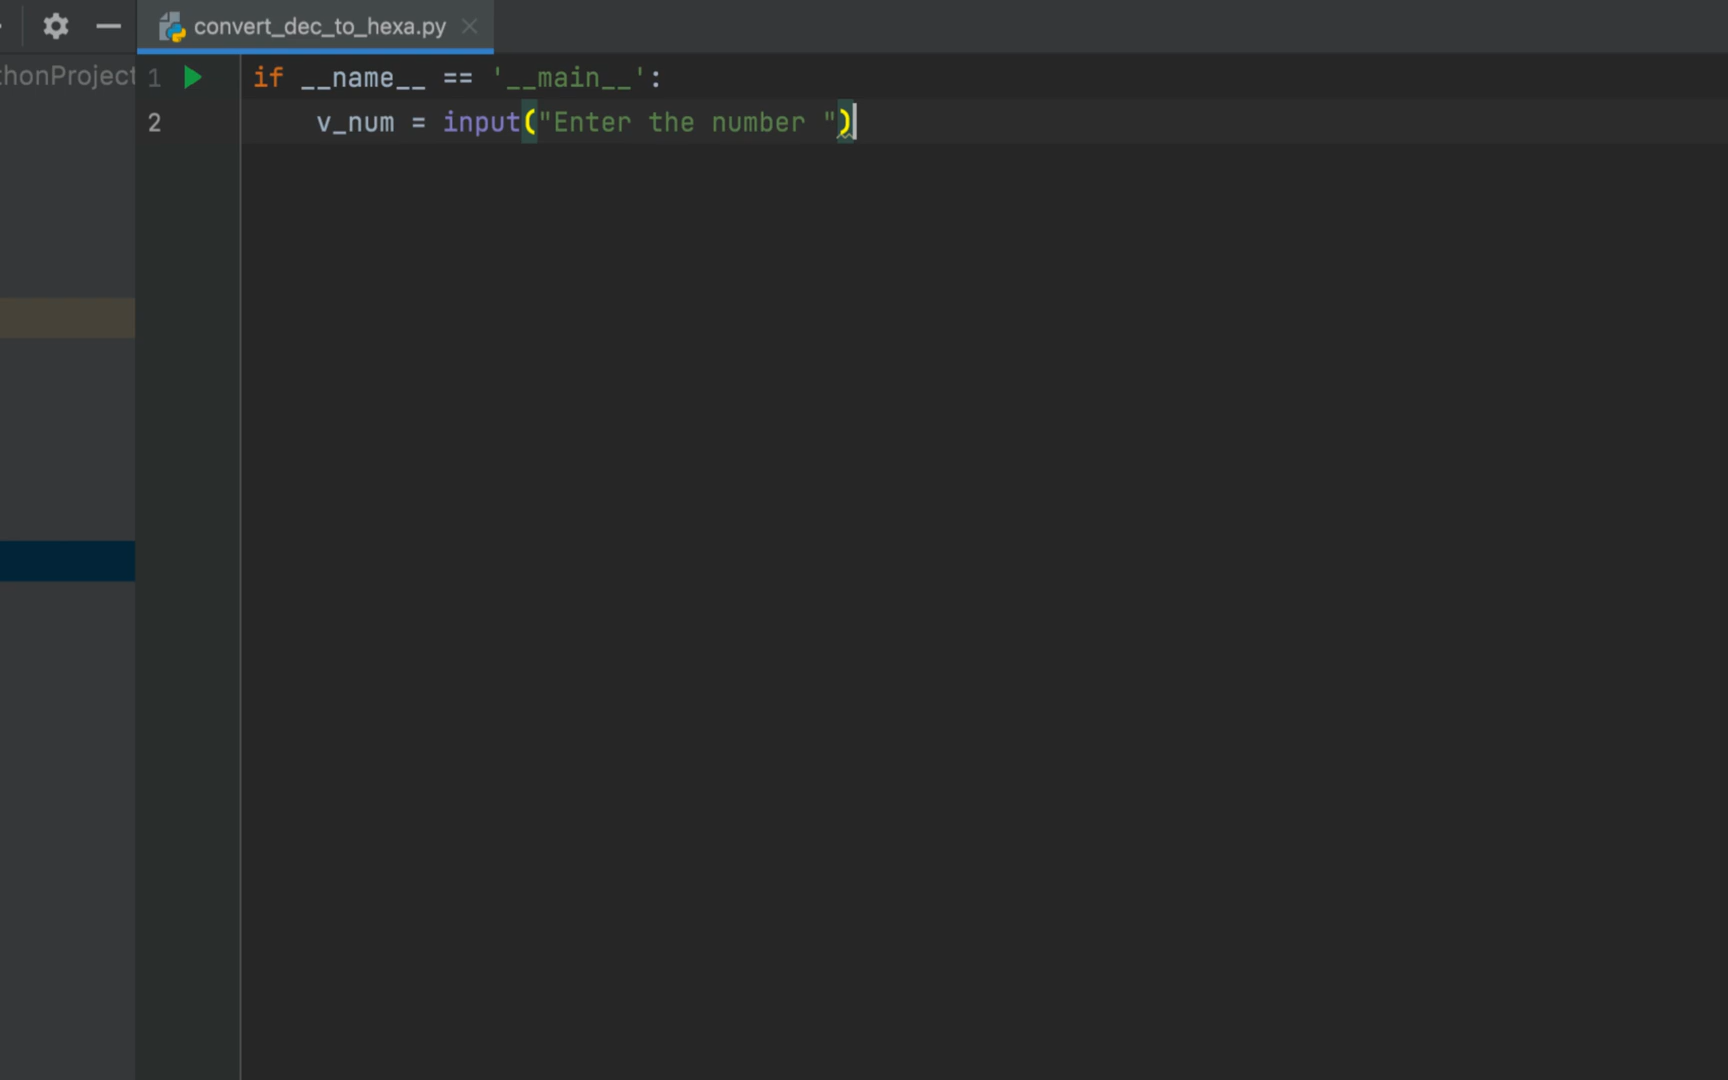 convert_dec_to_hexa.py
thonProject
1 if __name__ == '__main__':
2 v_num = input("Enter the number ")